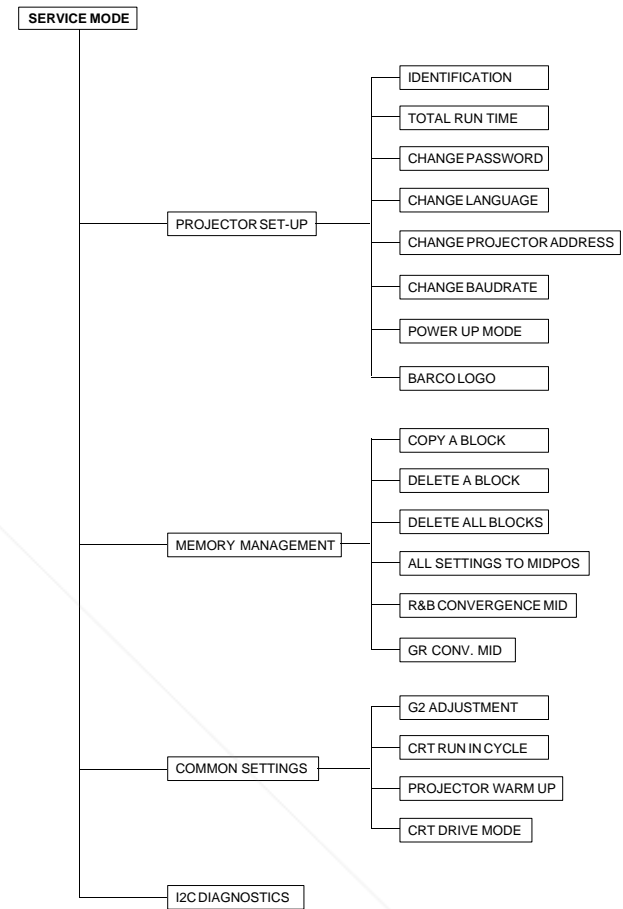 SERVICE MODE
IDENTIFICATION
TOTAL RUN TIME
CHANGE PASSWORD
CHANGE LANGUAGE
PROJECTOR SET-UP
CHANGE PROJECTOR ADDRESS
CHANGE BAUDRATE
POWER UP MODE
BARCO LOGO
COPY A BLOCK
DELETE A BLOCK
DELETE ALL BLOCKS
MEMORY MANAGEMENT
ALL SETTINGS TO MIDPOS
R&B CONVERGENCE MID
GR CONV. MID
G2 ADJUSTMENT
CRT RUN IN CYCLE
COMMON SETTINGS
PROJECTOR WARM UP
CRT DRIVE MODE
I2C DIAGNOSTICS